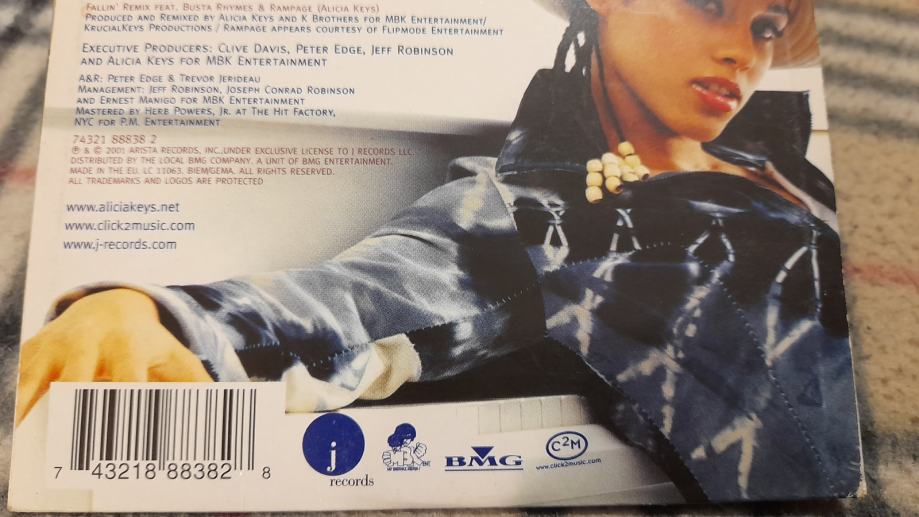 FALLIN' REMIX FEAT. BUSTA RHYMES & RAMPAGE (ALICIA KEYS)
PRODUCED AND REMIXED BY ALICIA KEYS AND K BROTHERS FOR MBK ENTERTAINMENT/
KRUCIALKEYS PRODUCTIONS / RAMPAGE APPEARS COURTESY OF FLIPMODE ENTERTAINMENT
EXECUTIVE PRODUCERS: CLIVE DAVIS, PETER EDGE, JEFF ROBINSON
AND ALICIA KEYS FOR MBK ENTERTAINMENT
A&R: PETER EDGE & TREVOR JERIDEAU
MANAGEMENT: JEFF ROBINSON, JOSEPH CONRAD ROBINSON
AND ERNEST MANIGO FOR MBK ENTERTAINMENT
MASTERED BY HERB POWERS, JR. AT THE HIT FACTORY,
NYC FOR P.M. ENTERTAINMENT
74321 88838 2
℗ & © 2001 ARISTA RECORDS, INC..UNDER EXCLUSIVE LICENSE TO J RECORDS LLC.
DISTRIBUTED BY THE LOCAL BMG COMPANY. A UNIT OF BMG ENTERTAINMENT.
MADE IN THE EU. LC 11063. BIEM/GEMA. ALL RIGHTS RESERVED.
ALL TRADEMARKS AND LOGOS ARE PROTECTED
www.aliciakeys.net
www.click2music.com
www.j-records.com
7 43218 88382 8
j
records
BMG
C2M
www.click2music.com